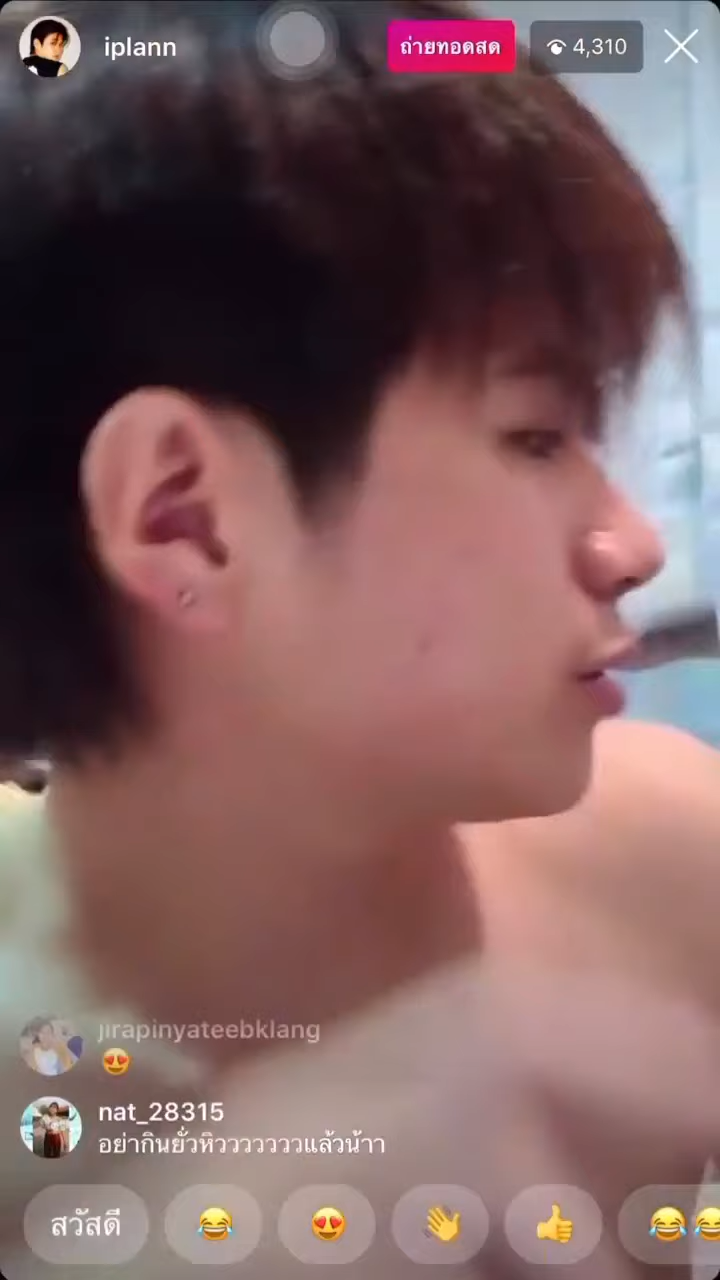 iplann
ถ่ายทอดสด
4,310
jirapinyateebklang
😍
nat_28315
อย่ากินยั่วหิววววววววแล้วน้าา
สวัสดี 😂 😍 👋 👍 😂😂